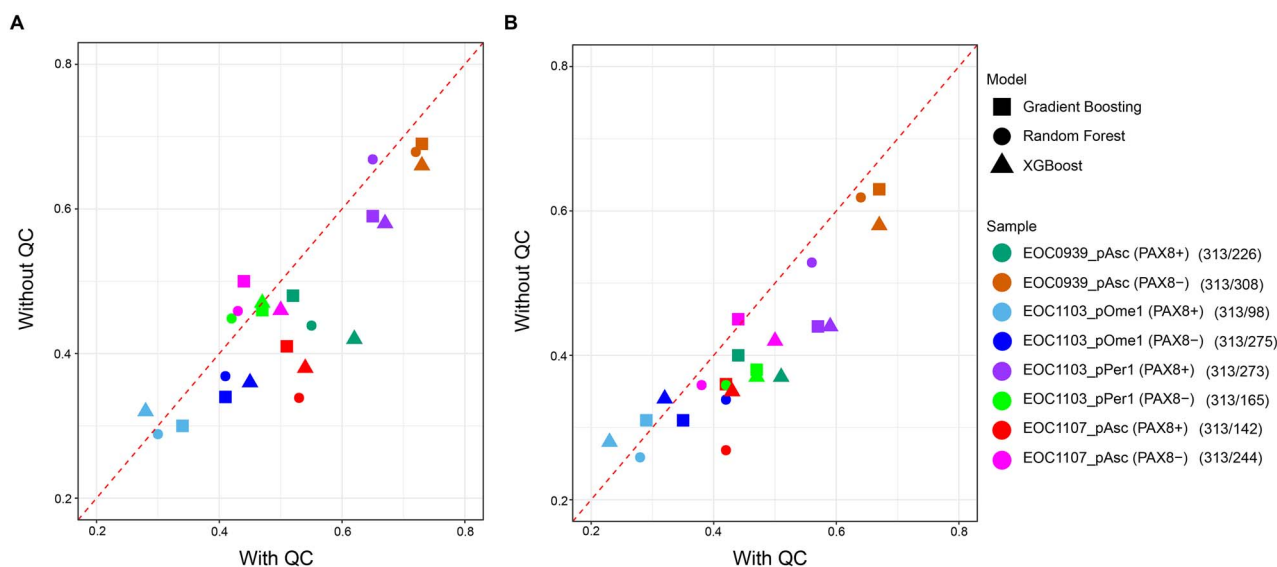 A
B
0.8
0.6
0.4
0.2
Without QC
0.2 0.4 0.6 0.8
With QC
0.8
0.6
0.4
0.2
Without QC
0.2 0.4 0.6 0.8
With QC
Model
Gradient Boosting
Random Forest
XGBoost
Sample
EOC0939_pAsc (PAX8+) (313/226)
EOC0939_pAsc (PAX8−) (313/308)
EOC1103_pOme1 (PAX8+) (313/98)
EOC1103_pOme1 (PAX8−) (313/275)
EOC1103_pPer1 (PAX8+) (313/273)
EOC1103_pPer1 (PAX8−) (313/165)
EOC1107_pAsc (PAX8+) (313/142)
EOC1107_pAsc (PAX8−) (313/244)